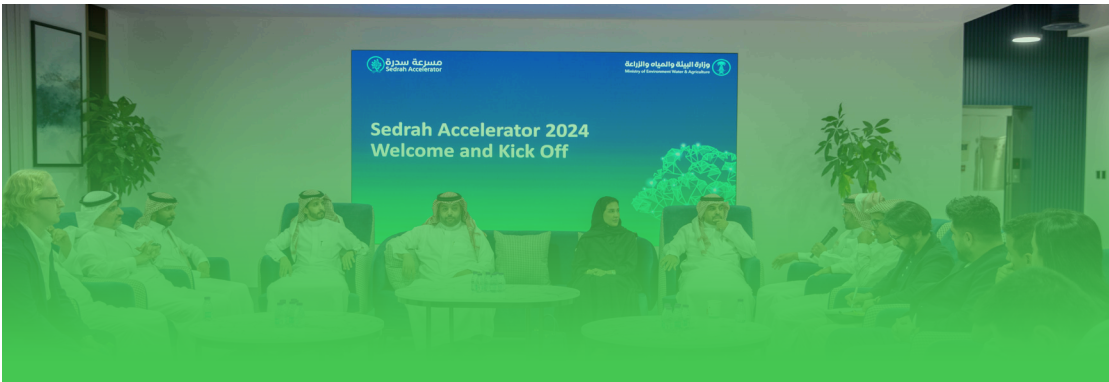 مسرعة سدرة
Sedrah Accelerator
وزارة البيئة والمياه والزراعة
Ministry of Environment Water & Agriculture
Sedrah Accelerator 2024
Welcome and Kick Off